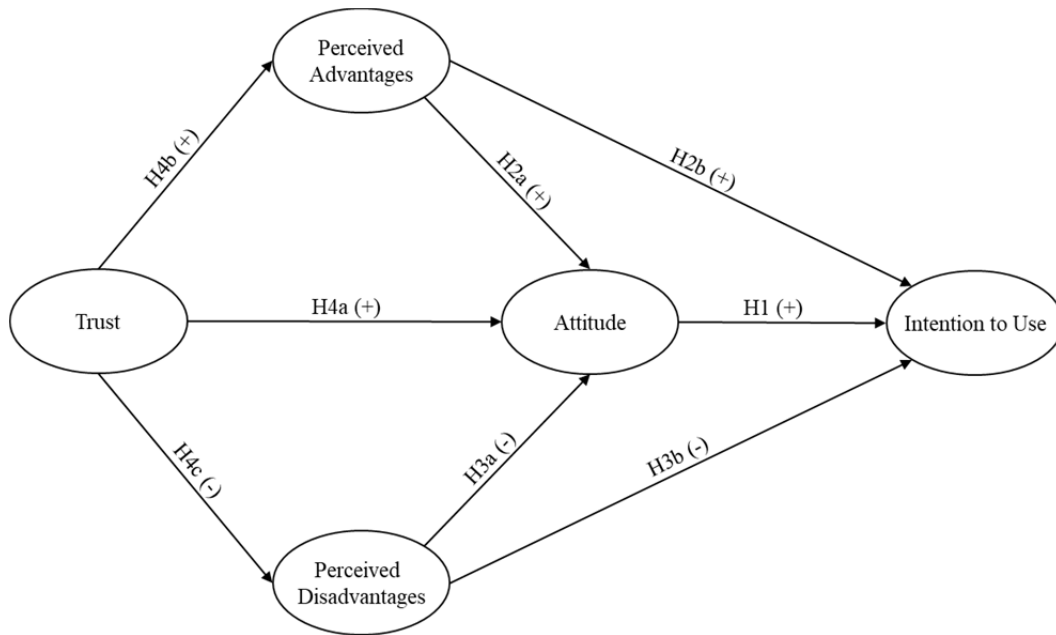 Perceived
Advantages
H4b (+)
H2a (+)
H2b (+)
Trust
H4a (+)
Attitude
H1 (+)
Intention to Use
H4c (-)
H3a (-)
H3b (-)
Perceived
Disadvantages